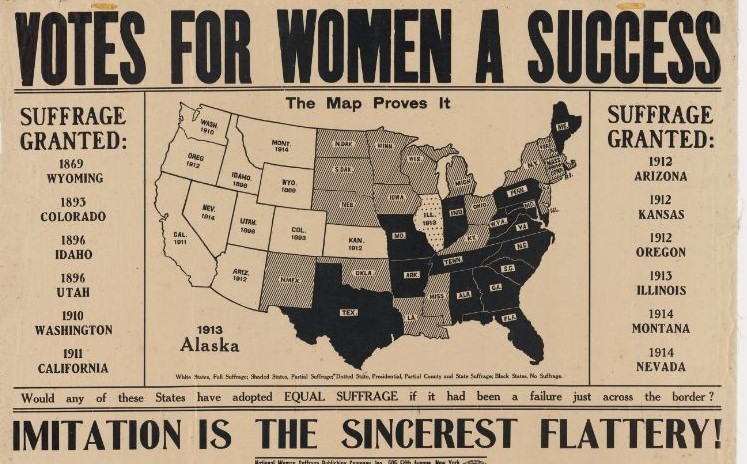 VOTES FOR WOMEN A SUCCESS
The Map Proves It
SUFFRAGE
GRANTED:
1869
WYOMING
1893
COLORADO
1896
IDAHO
1896
UTAH
1910
WASHINGTON
1911
CALIFORNIA
WASH.
1910
OREG
1912
CAL.
1911
NEV.
1914
IDAHO.
1896
MONT.
1914
WYO.
1869
UTAH.
1896
COL.
1893
ARIZ.
1912
N.MEX.
N.DAK.
S.DAK.
NEB.
KAN.
1912
OKLA.
TEX.
MINN.
IOWA
MO.
ARK.
LA.
WIS.
ILL.
1913
MICH.
IND.
OHIO
KY.
TENN.
MISS.
ALA.
GA.
FLA.
S.C.
N.C.
VA.
W.VA.
PENN.
N.Y.
ME.
N.J.
R.I.
1913
Alaska
White States, Full Suffrage; Shaded States, Partial Suffrage; Dotted State, Presidential, Partial County and State Suffrage; Black States, No Suffrage.
SUFFRAGE
GRANTED:
1912
ARIZONA
1912
KANSAS
1912
OREGON
1913
ILLINOIS
1914
MONTANA
1914
NEVADA
Would any of these States have adopted EQUAL SUFFRAGE if it had been a failure just across the border?
IMITATION IS THE SINCEREST FLATTERY!
National Woman Suffrage Publishing Company, Inc. 505 Fifth Avenue, New York